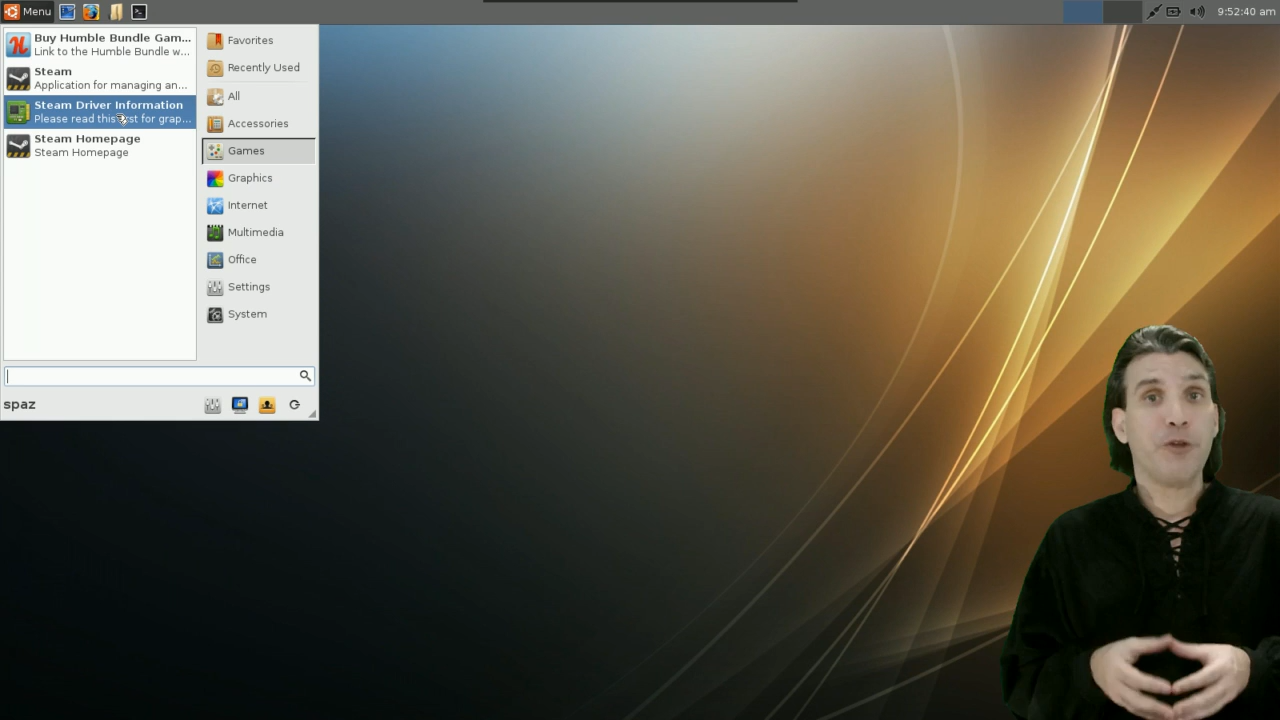 Menu
9:52:40 am
Buy Humble Bundle Gam...
Link to the Humble Bundle w...
Steam
Application for managing an...
Steam Driver Information
Please read this first for grap...
Steam Homepage
Steam Homepage
Favorites
Recently Used
All
Accessories
Games
Graphics
Internet
Multimedia
Office
Settings
System
spaz